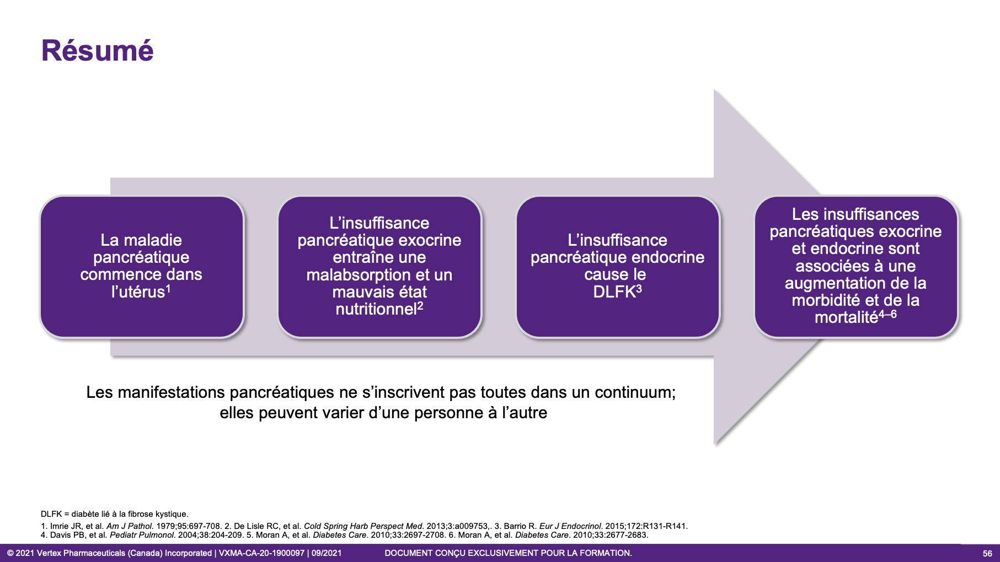 Résumé
La maladie
pancréatique
commence dans
l’utérus1
L’insuffisance
pancréatique exocrine
entraîne une
malabsorption et un
mauvais état
nutritionnel2
L’insuffisance
pancréatique endocrine
cause le
DLFK3
Les insuffisances
pancréatiques exocrine
et endocrine sont
associées à une
augmentation de la
morbidité et de la
mortalité4–6
Les manifestations pancréatiques ne s’inscrivent pas toutes dans un continuum;
elles peuvent varier d’une personne à l’autre
DLFK = diabète lié à la fibrose kystique.
1. Imrie JR, et al. Am J Pathol. 1979;95:697-708. 2. De Lisle RC, et al. Cold Spring Harb Perspect Med. 2013;3:a009753,. 3. Barrio R. Eur J Endocrinol. 2015;172:R131-R141.
4. Davis PB, et al. Pediatr Pulmonol. 2004;38:204-209. 5. Moran A, et al. Diabetes Care. 2010;33:2697-2708. 6. Moran A, et al. Diabetes Care. 2010;33:2677-2683.
© 2021 Vertex Pharmaceuticals (Canada) Incorporated | VXMA-CA-20-1900097 | 09/2021 DOCUMENT CONÇU EXCLUSIVEMENT POUR LA FORMATION. 56